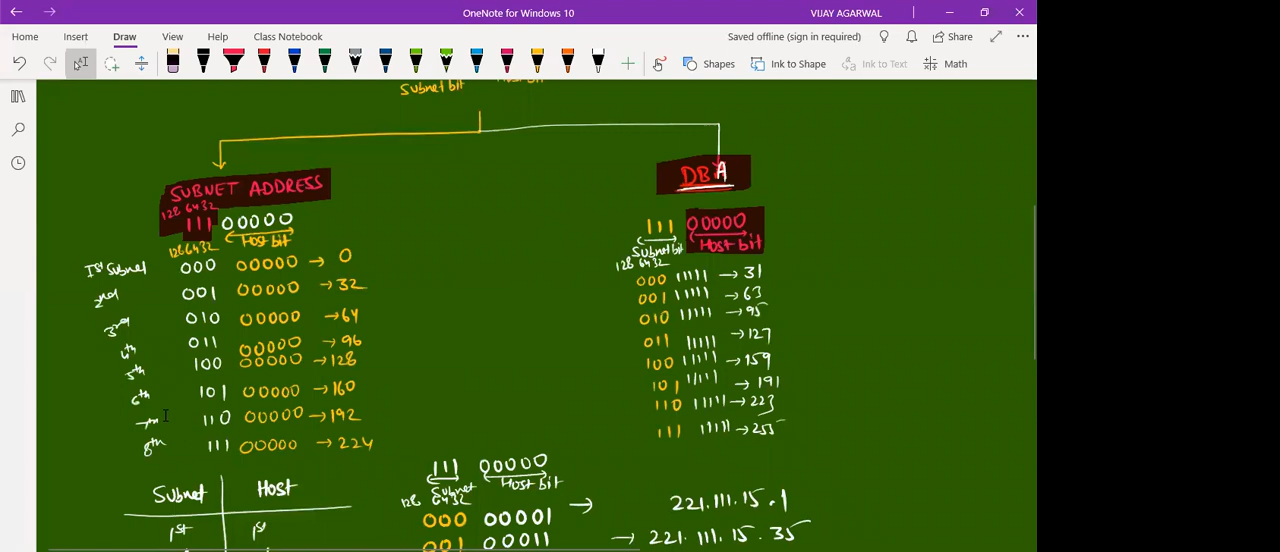 OneNote for Windows 10
VIJAY AGARWAL
Home Insert Draw View Help Class Notebook
Saved offline (sign in required) Share
Shapes Ink to Shape Ink to Text Math
Subnet bit
SUBNET ADDRESS
128 64 32
111 00000
128 64 32 Host bit
Ist Subnet 000 00000 → 0
2nd 001 00000 → 32
3rd 010 00000 → 64
4th 011 00000 → 96
5th 100 00000 → 128
6th 101 00000 → 160
7th 110 00000 → 192
8th 111 00000 → 224
DBA
111 00000
Subnet bit Host bit
128 64 32
000 11111 → 31
001 11111 → 63
010 11111 → 95
011 11111 → 127
100 11111 → 159
101 11111 → 191
110 11111 → 223
111 11111 → 255
Subnet Host
1st 1st
111 00000
Subnet Host bit
128 64 32
000 00001 → 221.111.15.1
001 00011 → 221.111.15.35